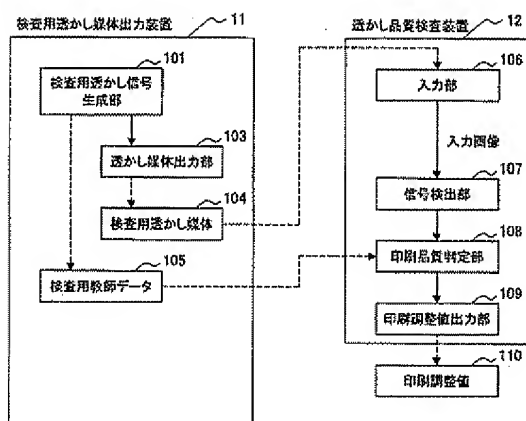 検査用透かし媒体出力装置
11
101
検査用透かし信号
生成部
103
透かし媒体出力部
104
検査用透かし媒体
105
検査用教師データ
透かし品質検査装置
12
106
入力部
入力画像
107
信号検出部
108
印刷品質判定部
109
印刷調整値出力部
110
印刷調整値